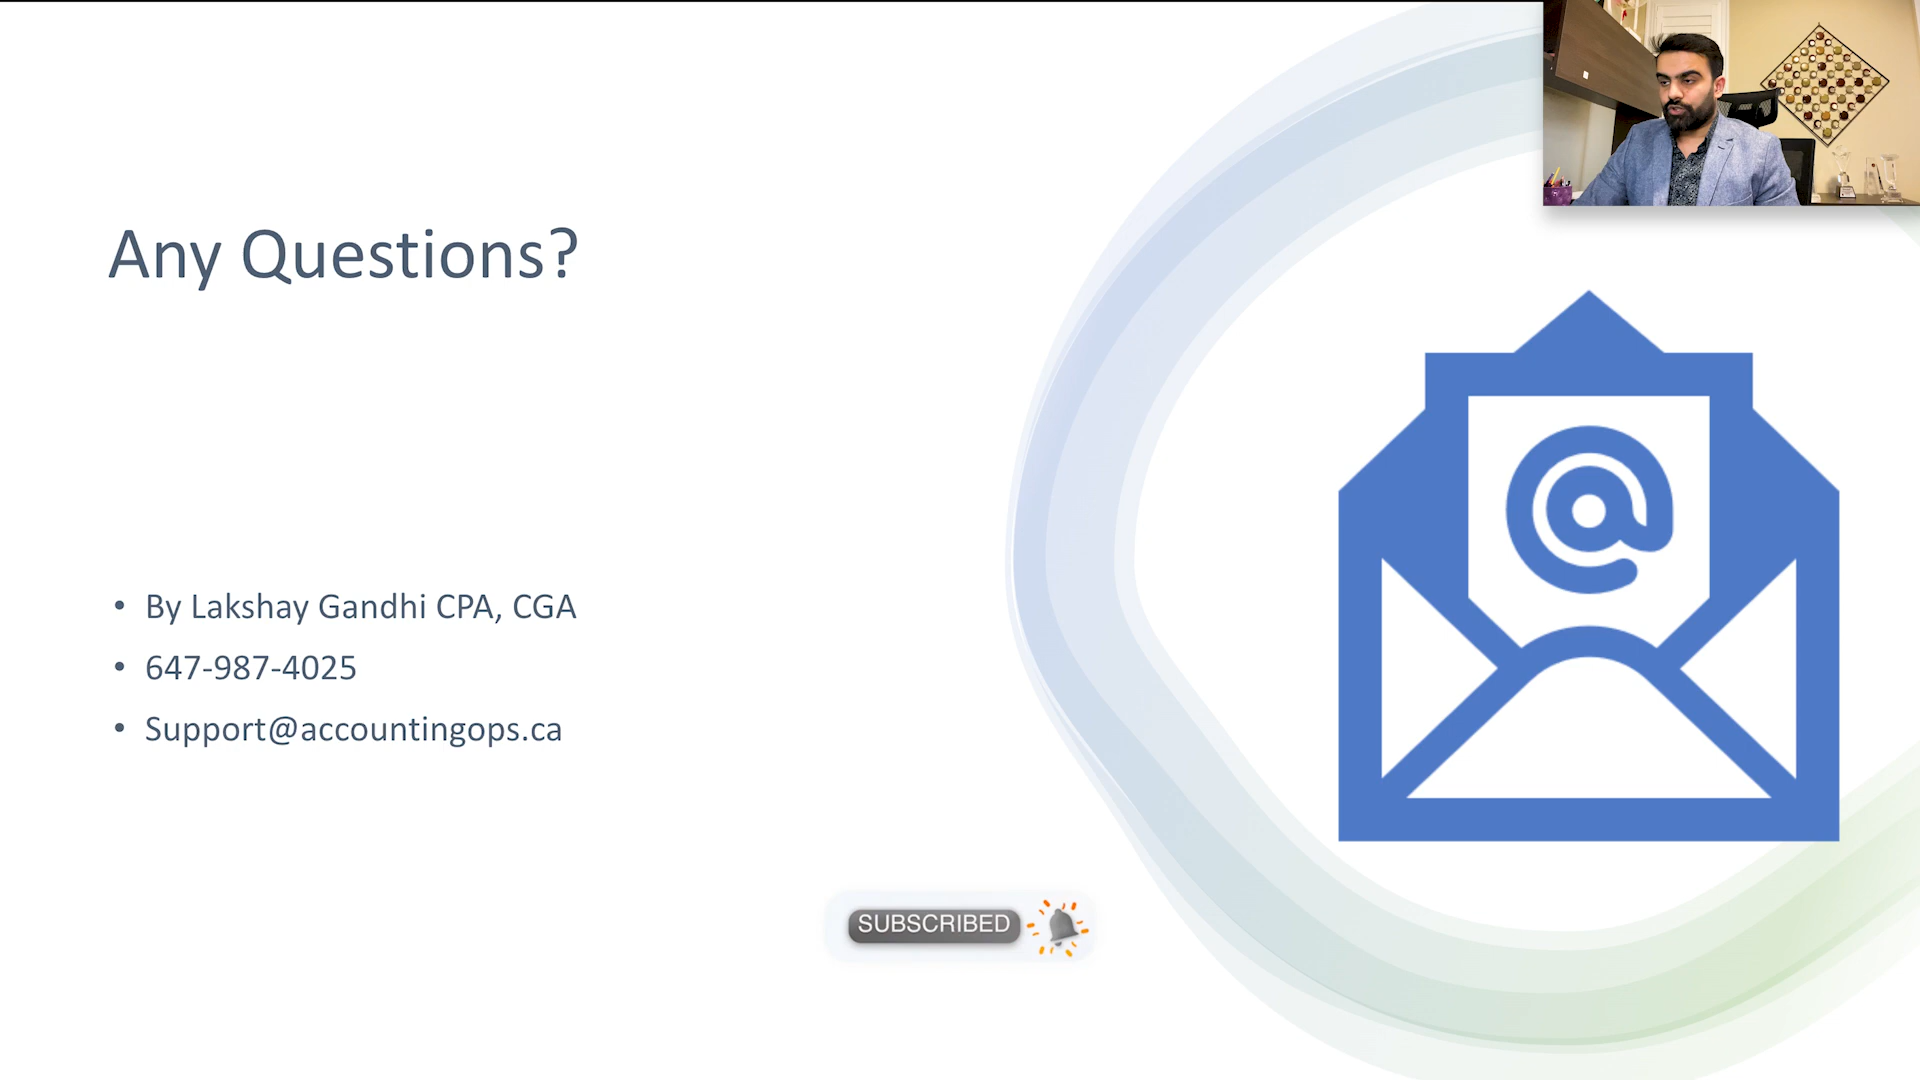 Any Questions?
• By Lakshay Gandhi CPA, CGA
• 647-987-4025
• Support@accountingops.ca
SUBSCRIBED